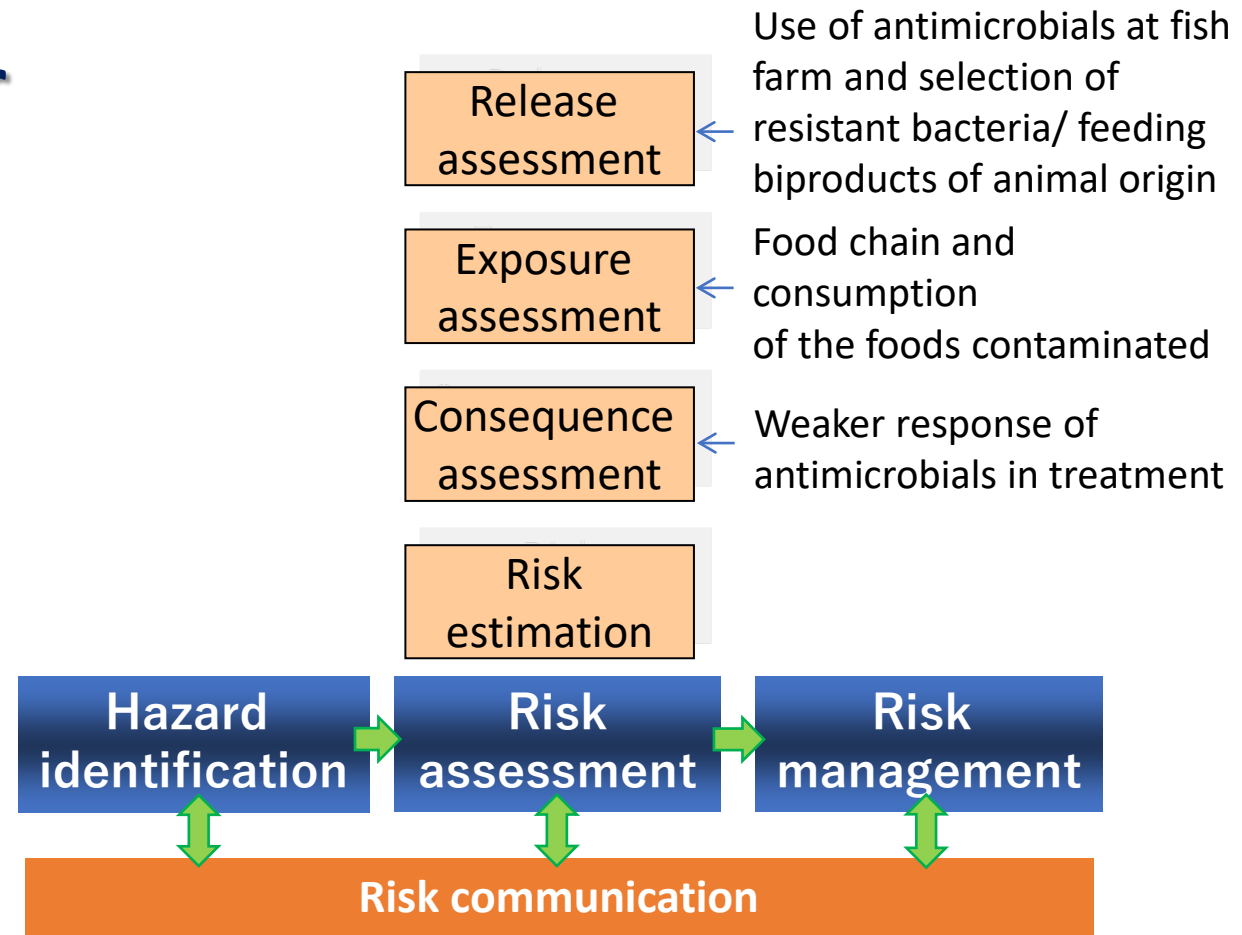 Release
assessment
Use of antimicrobials at fish
farm and selection of
resistant bacteria/ feeding
biproducts of animal origin
Exposure
assessment
Food chain and
consumption
of the foods contaminated
Consequence
assessment
Weaker response of
antimicrobials in treatment
Risk
estimation
Hazard
identification
Risk
assessment
Risk
management
Risk communication